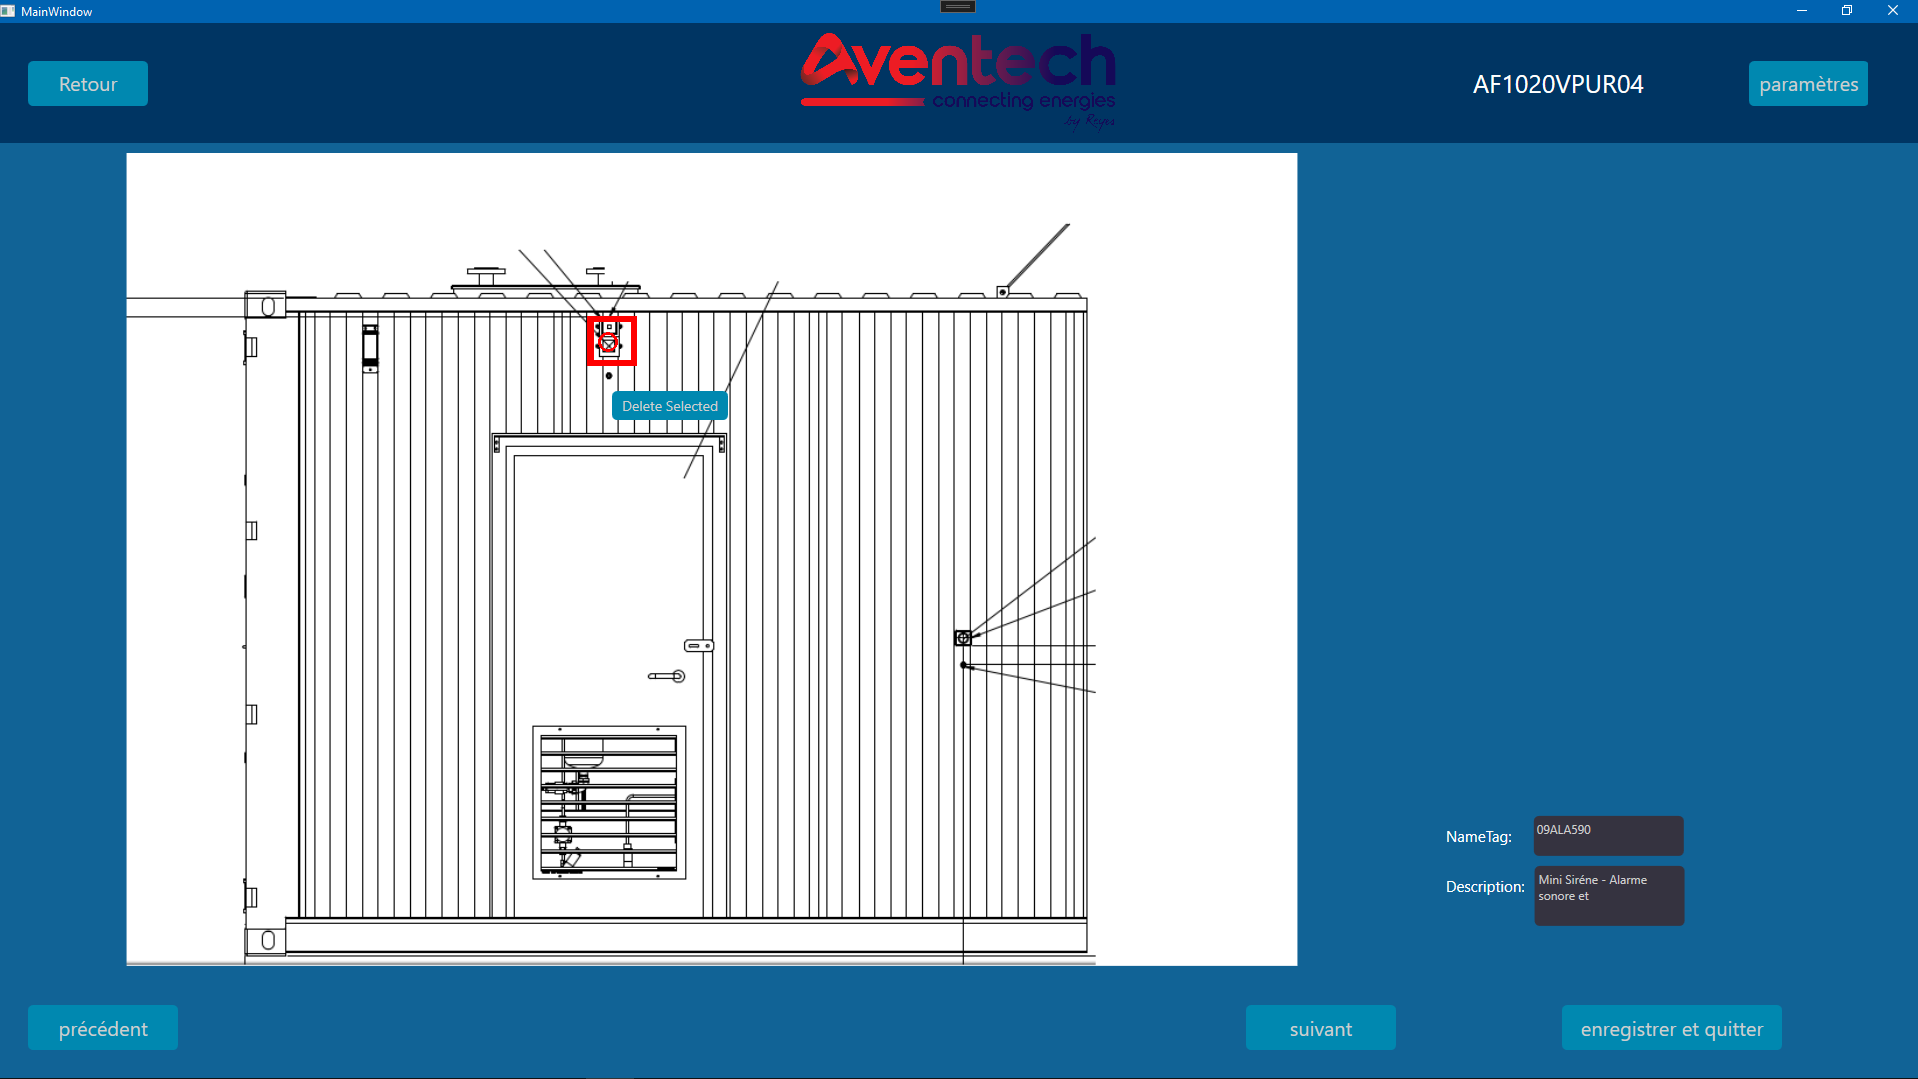 MainWindow
Retour
Aventech
connecting energies
by Royes
AF1020VPUR04
paramètres
Delete Selected
NameTag:
09ALA590
Description:
Mini Siréne - Alarme
sonore et
précédent
suivant
enregistrer et quitter